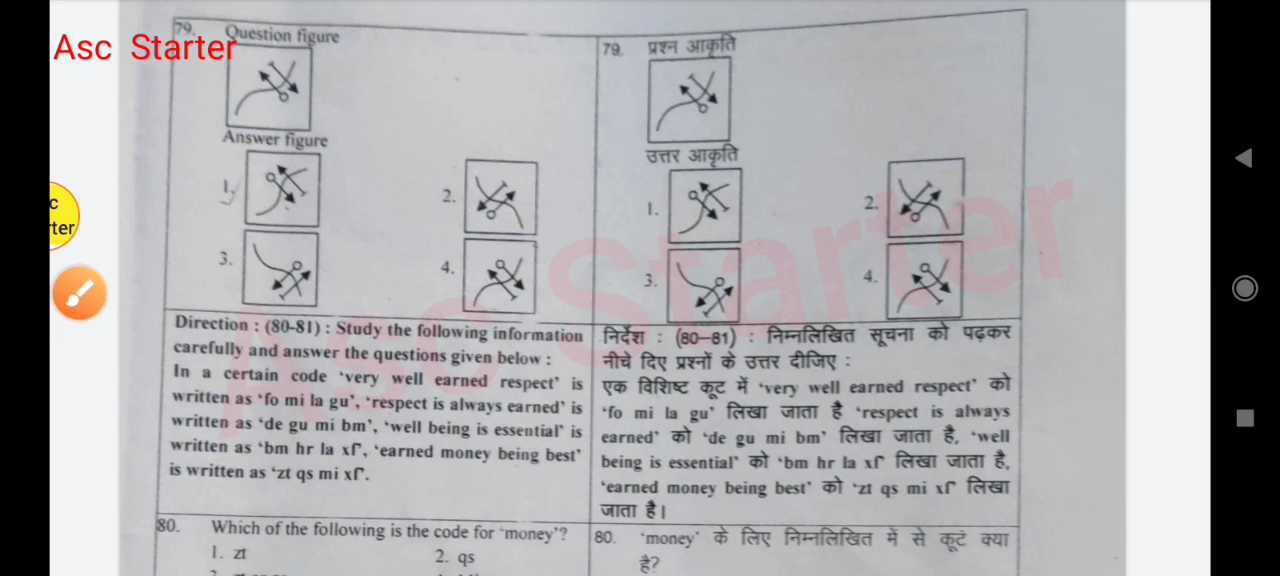 Asc Starter
79.
Question figure
Answer figure
1.
2.
3.
4.
Direction : (80-81) : Study the following information
carefully and answer the questions given below :
In a certain code ‘very well earned respect’ is
written as ‘fo mi la gu’, ‘respect is always earned’ is
written as ‘de gu mi bm’, ‘well being is essential’ is
written as ‘bm hr la xf’, ‘earned money being best’
is written as ‘zt qs mi xf’.
80. Which of the following is the code for ‘money’?
1. zt 2. qs
79. प्रश्न आकृति
उत्तर आकृति
1.
2.
3.
4.
निर्देश : (80–81) : निम्नलिखित सूचना को पढ़कर
नीचे दिए प्रश्नों के उत्तर दीजिए :
एक विशिष्ट कूट में ‘very well earned respect’ को
‘fo mi la gu’ लिखा जाता है ‘respect is always
earned’ को ‘de gu mi bm’ लिखा जाता है, ‘well
being is essential’ को ‘bm hr la xf’ लिखा जाता है,
‘earned money being best’ को ‘zt qs mi xf’ लिखा
जाता है।
80. ‘money’ के लिए निम्नलिखित में से कूटं क्या
है?
Asc Starter
c
rter